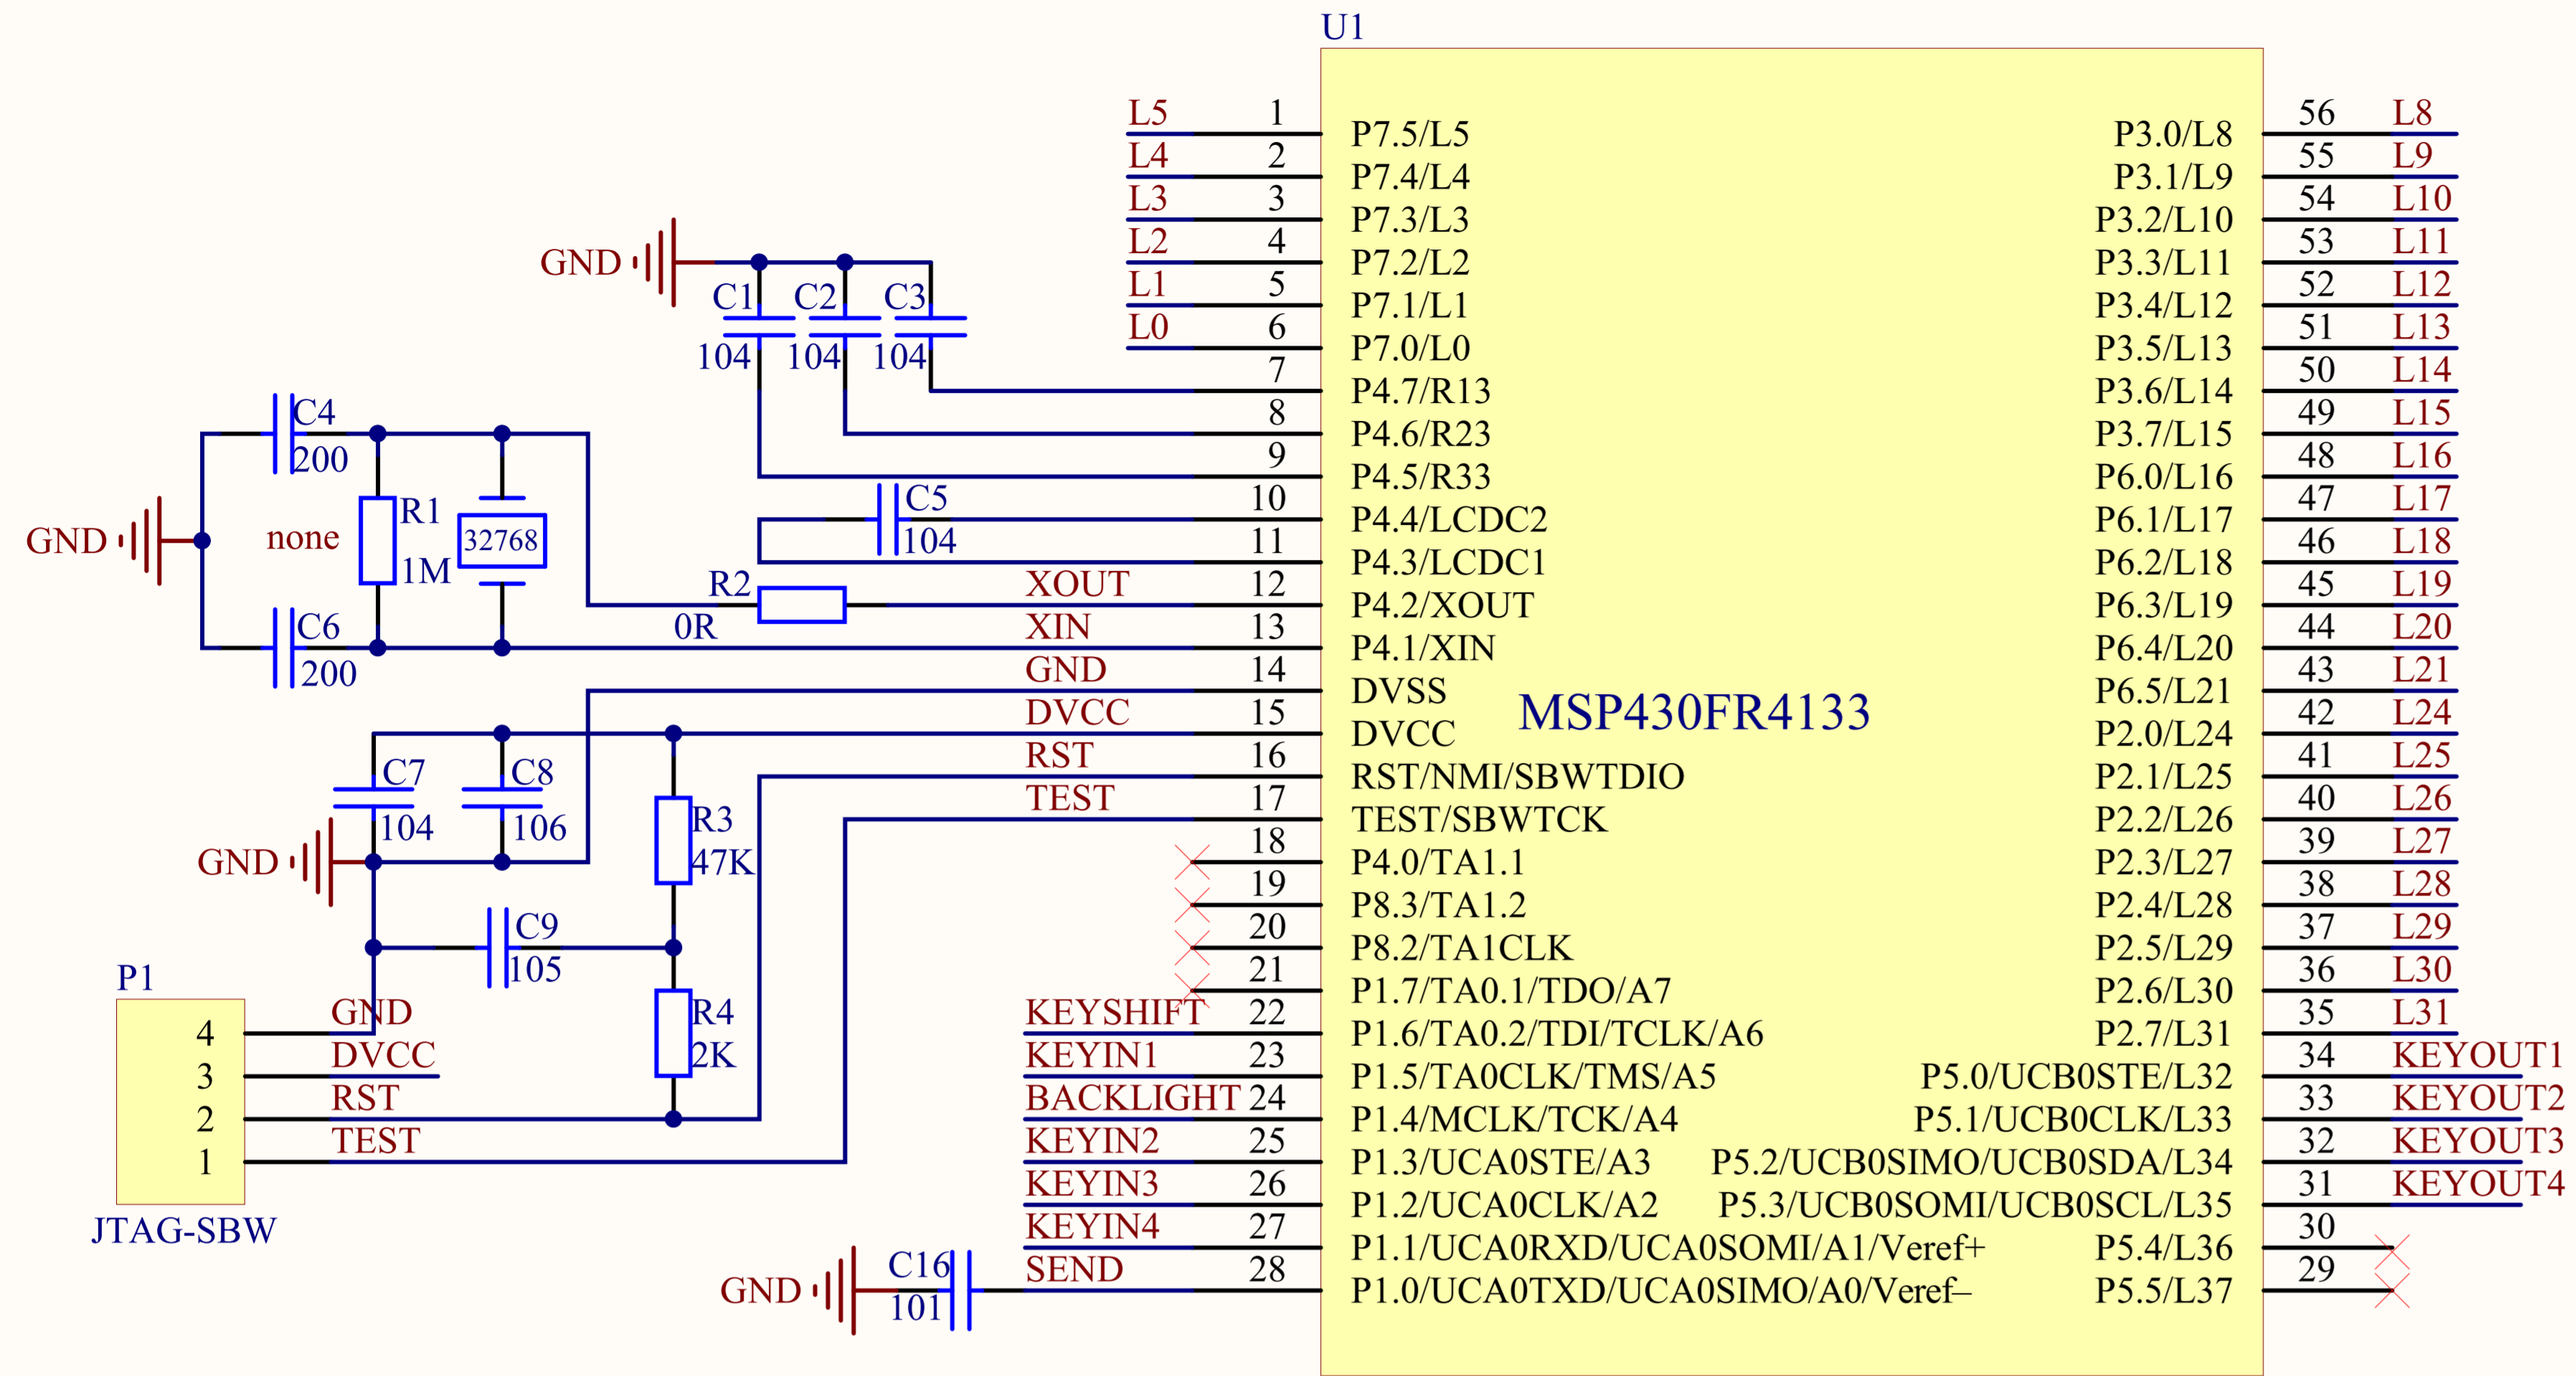 U1
L5 1 P7.5/L5 P3.0/L8 56 L8
L4 2 P7.4/L4 P3.1/L9 55 L9
L3 3 P7.3/L3 P3.2/L10 54 L10
L2 4 P7.2/L2 P3.3/L11 53 L11
L1 5 P7.1/L1 P3.4/L12 52 L12
L0 6 P7.0/L0 P3.5/L13 51 L13
7 P4.7/R13 P3.6/L14 50 L14
8 P4.6/R23 P3.7/L15 49 L15
9 P4.5/R33 P6.0/L16 48 L16
10 P4.4/LCDC2 P6.1/L17 47 L17
11 P4.3/LCDC1 P6.2/L18 46 L18
XOUT 12 P4.2/XOUT P6.3/L19 45 L19
XIN 13 P4.1/XIN P6.4/L20 44 L20
GND 14 DVSS P6.5/L21 43 L21
MSP430FR4133
DVCC 15 DVCC P2.0/L24 42 L24
RST 16 RST/NMI/SBWTDIO P2.1/L25 41 L25
TEST 17 TEST/SBWTCK P2.2/L26 40 L26
18 P4.0/TA1.1 P2.3/L27 39 L27
19 P8.3/TA1.2 P2.4/L28 38 L28
20 P8.2/TA1CLK P2.5/L29 37 L29
21 P1.7/TA0.1/TDO/A7 P2.6/L30 36 L30
KEYSHIFT 22 P1.6/TA0.2/TDI/TCLK/A6 P2.7/L31 35 L31
KEYIN1 23 P1.5/TA0CLK/TMS/A5 P5.0/UCB0STE/L32 34 KEYOUT1
BACKLIGHT 24 P1.4/MCLK/TCK/A4 P5.1/UCB0CLK/L33 33 KEYOUT2
KEYIN2 25 P1.3/UCA0STE/A3 P5.2/UCB0SIMO/UCB0SDA/L34 32 KEYOUT3
KEYIN3 26 P1.2/UCA0CLK/A2 P5.3/UCB0SOMI/UCB0SCL/L35 31 KEYOUT4
KEYIN4 27 P1.1/UCA0RXD/UCA0SOMI/A1/Veref+ P5.4/L36 30
SEND 28 P1.0/UCA0TXD/UCA0SIMO/A0/Veref– P5.5/L37 29
GND
C1 C2 C3
104 104 104
C4
200
GND
none
R1
1M
32768
C5
104
R2
0R
C6
200
C7
104
C8
106
R3
47K
GND
C9
105
R4
2K
P1
4 GND
3 DVCC
2 RST
1 TEST
JTAG-SBW
GND
C16
101